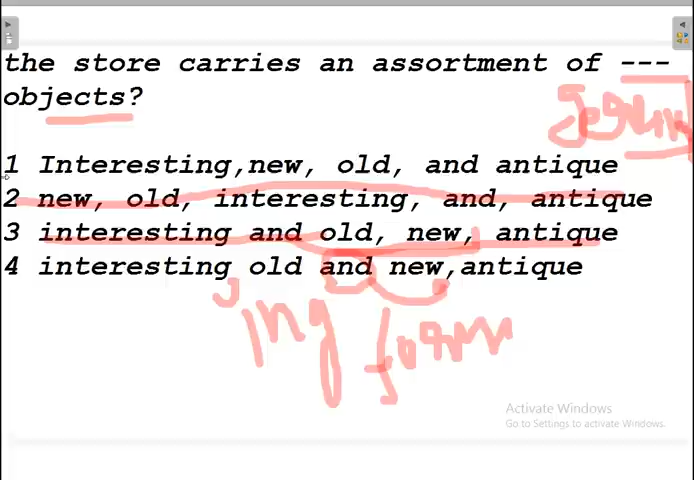 the store carries an assortment of ---
objects?
gerun
1 Interesting,new, old, and antique
2 new, old, interesting, and, antique
3 interesting and old, new, antique
4 interesting old and new,antique
ing form
Activate Windows
Go to Settings to activate Windows.